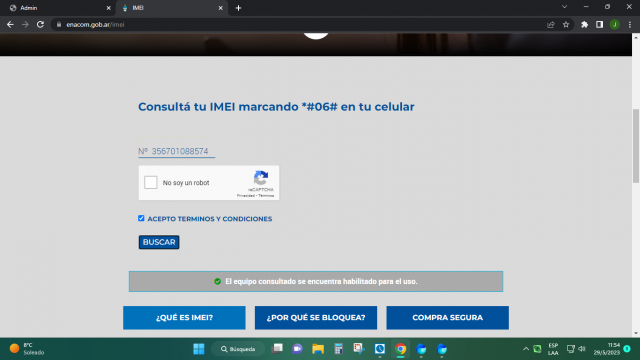 Admin
IMEI
enacom.gob.ar/imei
J
Consultá tu IMEI marcando *#06# en tu celular
Nº 356701088574
No soy un robot
reCAPTCHA
Privacidad - Términos
ACEPTO TERMINOS Y CONDICIONES
BUSCAR
El equipo consultado se encuentra habilitado para el uso.
¿QUÉ ES IMEI?
¿POR QUÉ SE BLOQUEA?
COMPRA SEGURA
8°C
Soleado
Búsqueda
ESP
LAA
11:54
29/5/2023